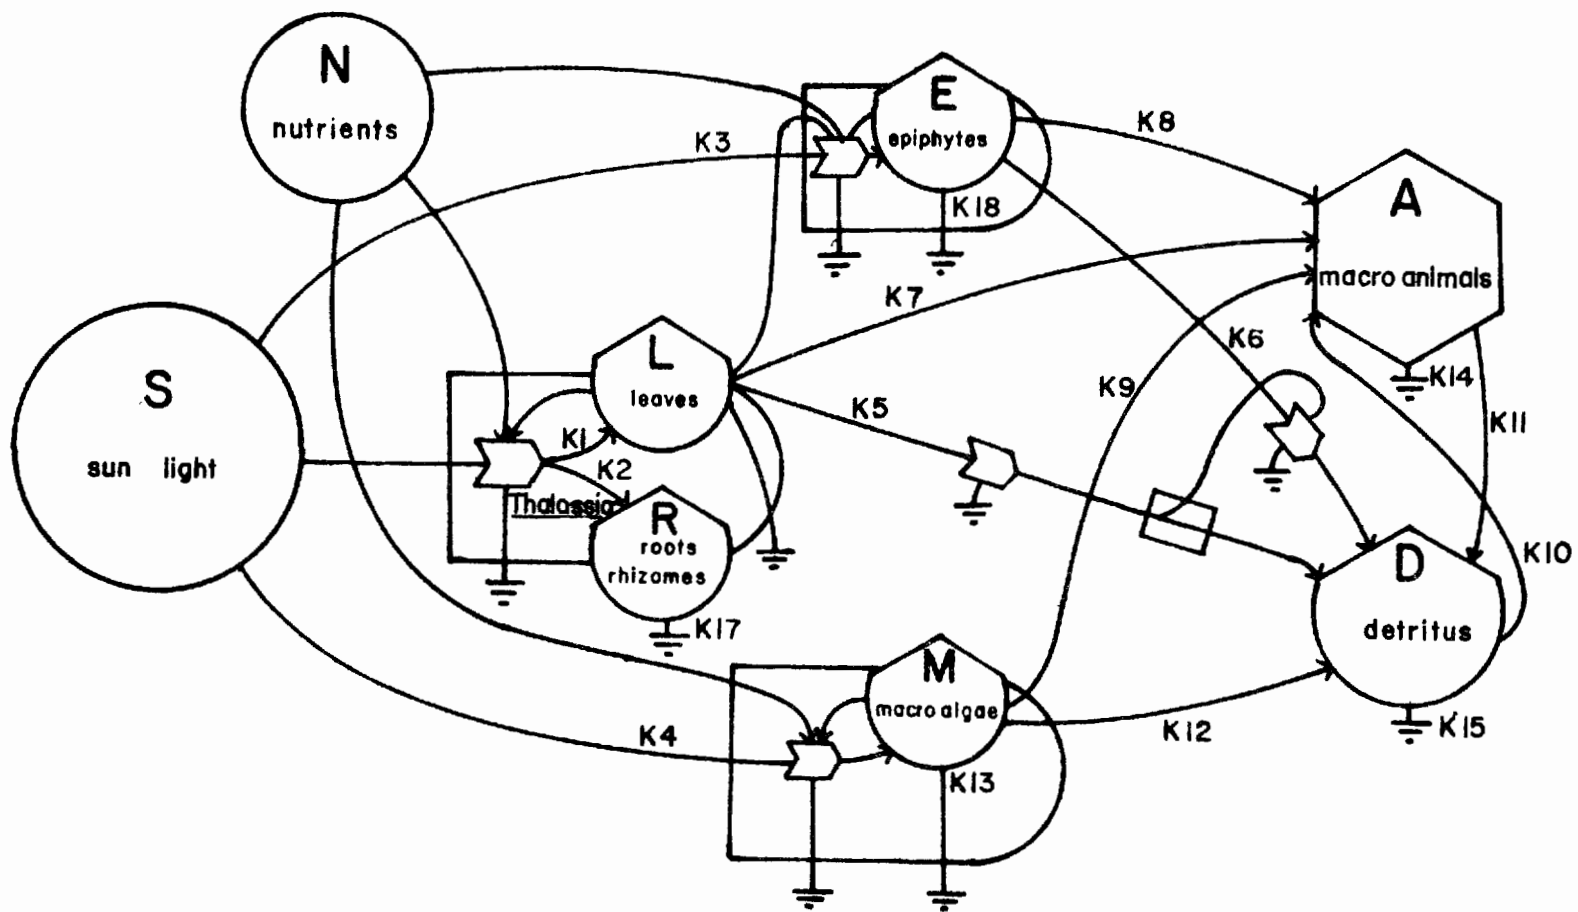 N
nutrients
E
epiphytes
K3
K8
K18
A
macro animals
K7
K6
S
sun light
L
leaves
K1
K2
Thalassia
R
roots
rhizomes
K17
K5
K9
K14
K11
K10
D
detritus
K15
M
macro algae
K4
K12
K13